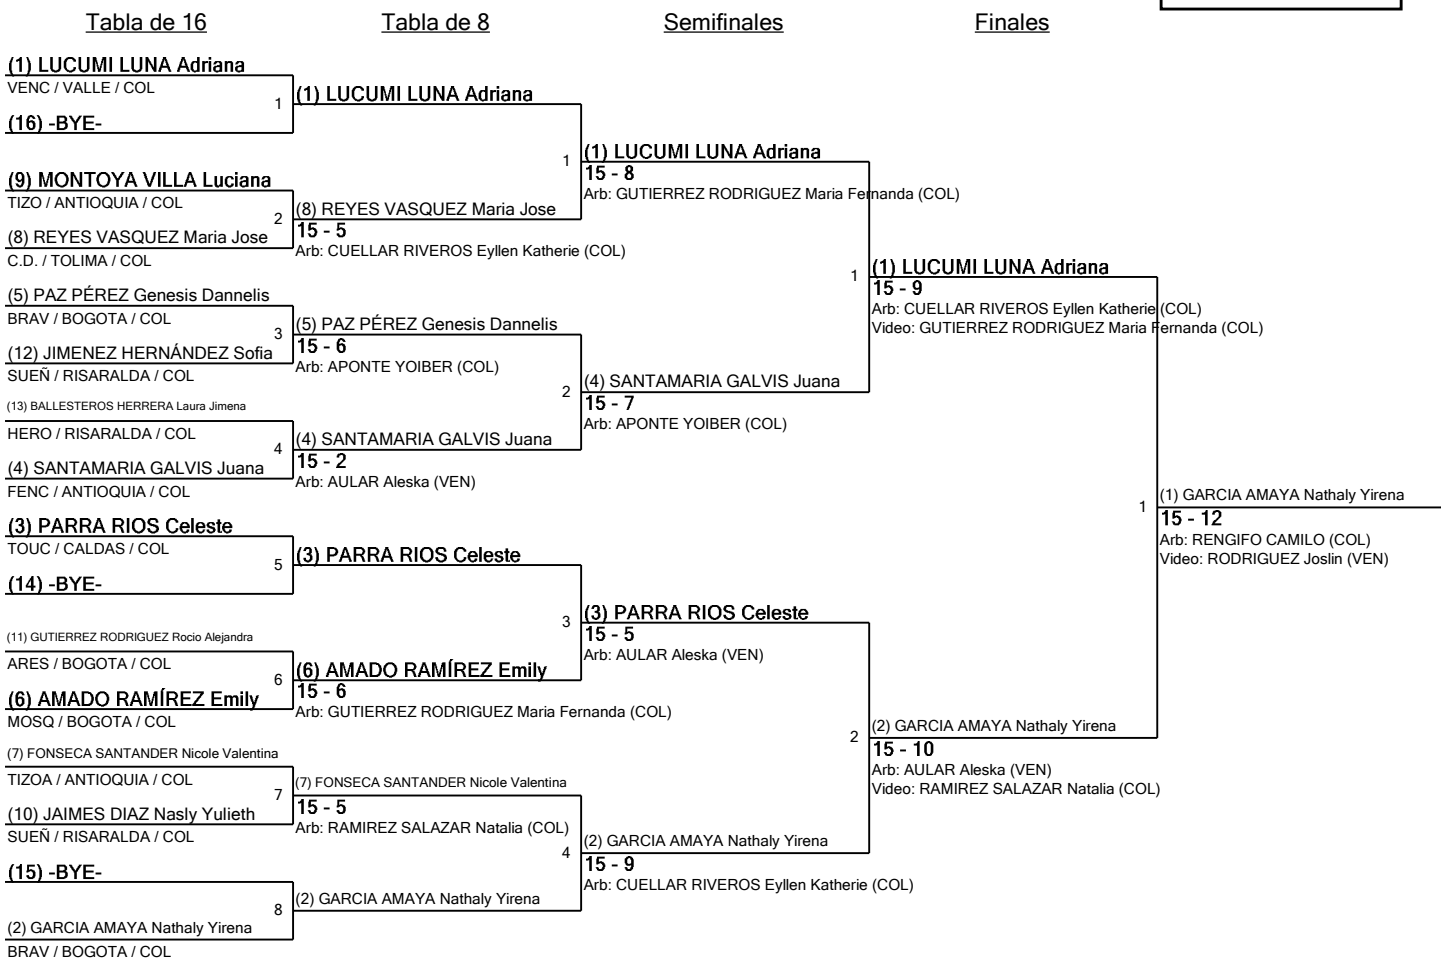 Tabla de 16
Tabla de 8
Semifinales
Finales
(1) LUCUMI LUNA Adriana
VENC / VALLE / COL
1
(16) -BYE-
(9) MONTOYA VILLA Luciana
TIZO / ANTIOQUIA / COL
2
(8) REYES VASQUEZ Maria Jose
C.D. / TOLIMA / COL
(5) PAZ PÉREZ Genesis Dannelis
BRAV / BOGOTA / COL
3
(12) JIMENEZ HERNÁNDEZ Sofia
SUEÑ / RISARALDA / COL
(13) BALLESTEROS HERRERA Laura Jimena
HERO / RISARALDA / COL
4
(4) SANTAMARIA GALVIS Juana
FENC / ANTIOQUIA / COL
(3) PARRA RIOS Celeste
TOUC / CALDAS / COL
5
(14) -BYE-
(11) GUTIERREZ RODRIGUEZ Rocio Alejandra
ARES / BOGOTA / COL
6
(6) AMADO RAMÍREZ Emily
MOSQ / BOGOTA / COL
(7) FONSECA SANTANDER Nicole Valentina
TIZOA / ANTIOQUIA / COL
7
(10) JAIMES DIAZ Nasly Yulieth
SUEÑ / RISARALDA / COL
(15) -BYE-
8
(2) GARCIA AMAYA Nathaly Yirena
BRAV / BOGOTA / COL
(1) LUCUMI LUNA Adriana
1
(8) REYES VASQUEZ Maria Jose
15 - 5
Arb: CUELLAR RIVEROS Eyllen Katherie (COL)
(5) PAZ PÉREZ Genesis Dannelis
15 - 6
Arb: APONTE YOIBER (COL)
2
(4) SANTAMARIA GALVIS Juana
15 - 2
Arb: AULAR Aleska (VEN)
(3) PARRA RIOS Celeste
3
(6) AMADO RAMÍREZ Emily
15 - 6
Arb: GUTIERREZ RODRIGUEZ Maria Fernanda (COL)
(7) FONSECA SANTANDER Nicole Valentina
15 - 5
Arb: RAMIREZ SALAZAR Natalia (COL)
4
(2) GARCIA AMAYA Nathaly Yirena
(1) LUCUMI LUNA Adriana
15 - 8
Arb: GUTIERREZ RODRIGUEZ Maria Fernanda (COL)
1
(4) SANTAMARIA GALVIS Juana
15 - 7
Arb: APONTE YOIBER (COL)
(3) PARRA RIOS Celeste
15 - 5
Arb: AULAR Aleska (VEN)
2
(2) GARCIA AMAYA Nathaly Yirena
15 - 9
Arb: CUELLAR RIVEROS Eyllen Katherie (COL)
(1) LUCUMI LUNA Adriana
15 - 9
Arb: CUELLAR RIVEROS Eyllen Katherie (COL)
Video: GUTIERREZ RODRIGUEZ Maria Fernanda (COL)
1
(2) GARCIA AMAYA Nathaly Yirena
15 - 10
Arb: AULAR Aleska (VEN)
Video: RAMIREZ SALAZAR Natalia (COL)
(1) GARCIA AMAYA Nathaly Yirena
15 - 12
Arb: RENGIFO CAMILO (COL)
Video: RODRIGUEZ Joslin (VEN)